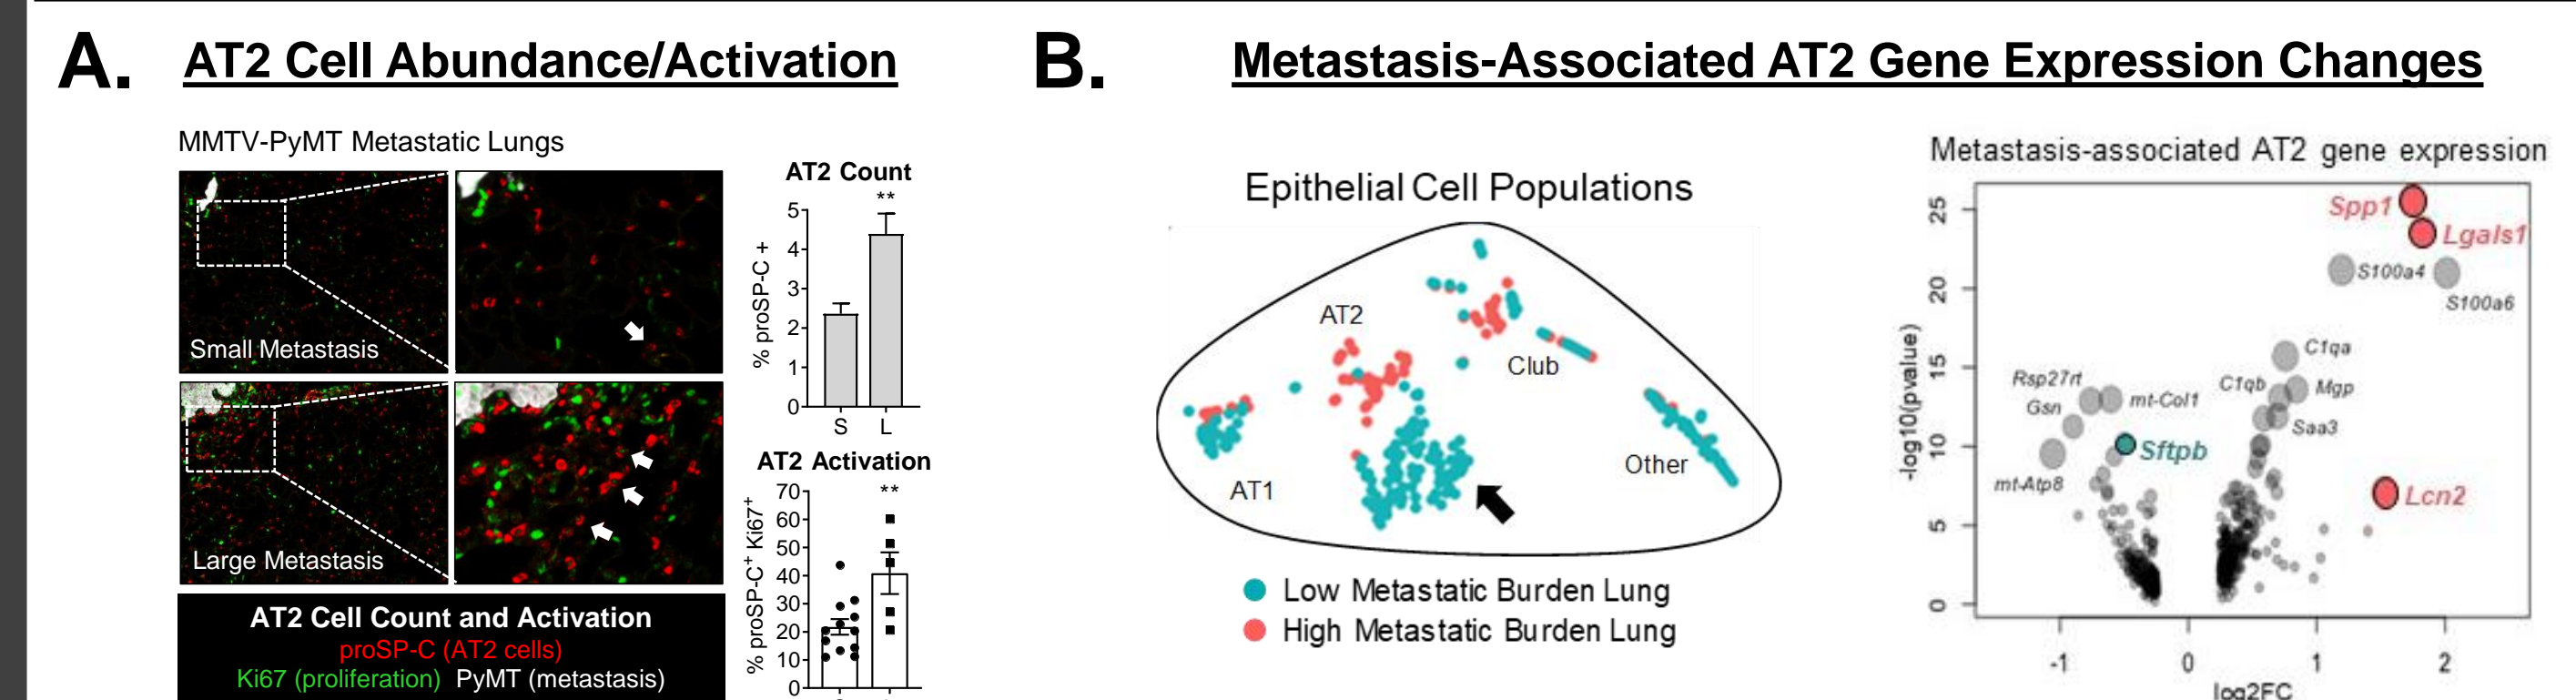 A.
AT2 Cell Abundance/Activation
MMTV-PyMT Metastatic Lungs
Small Metastasis
Large Metastasis
AT2 Cell Count and Activation
proSP-C (AT2 cells)
Ki67 (proliferation) PyMT (metastasis)
AT2 Count
**
% proSP-C +
5
4
3
2
1
0
S
L
AT2 Activation
**
% proSP-C+ Ki67+
70
60
50
40
30
20
10
0
B.
Metastasis-Associated AT2 Gene Expression Changes
Epithelial Cell Populations
AT2
Club
AT1
Other
Low Metastatic Burden Lung
High Metastatic Burden Lung
Metastasis-associated AT2 gene expression
-log10(pvalue)
25
20
15
10
5
0
Spp1
Lgals1
S100a4
S100a6
C1qa
C1qb
Mgp
Saa3
Rsp27rt
mt-Col1
Gsn
Sftpb
mt-Atp8
Lcn2
-1
0
1
2
log2FC